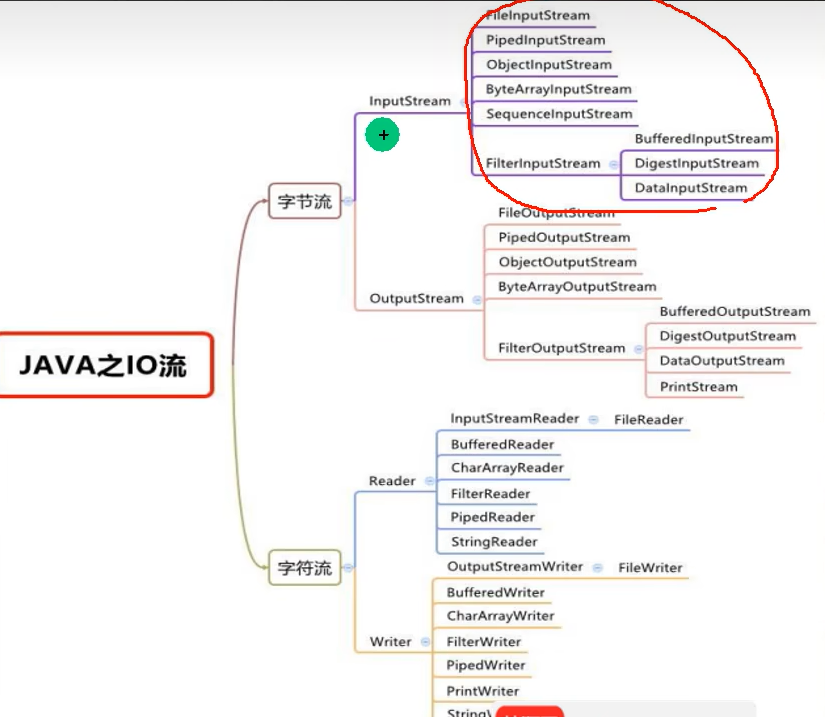 FileInputStream
PipedInputStream
ObjectInputStream
InputStream
ByteArrayInputStream
SequenceInputStream
BufferedInputStream
FilterInputStream
DigestInputStream
DataInputStream
字节流
FileOutputStream
PipedOutputStream
ObjectOutputStream
ByteArrayOutputStream
OutputStream
BufferedOutputStream
DigestOutputStream
FilterOutputStream
DataOutputStream
PrintStream
JAVA之IO流
InputStreamReader
FileReader
BufferedReader
CharArrayReader
Reader
FilterReader
PipedReader
StringReader
字符流
OutputStreamWriter
FileWriter
BufferedWriter
CharArrayWriter
Writer
FilterWriter
PipedWriter
PrintWriter